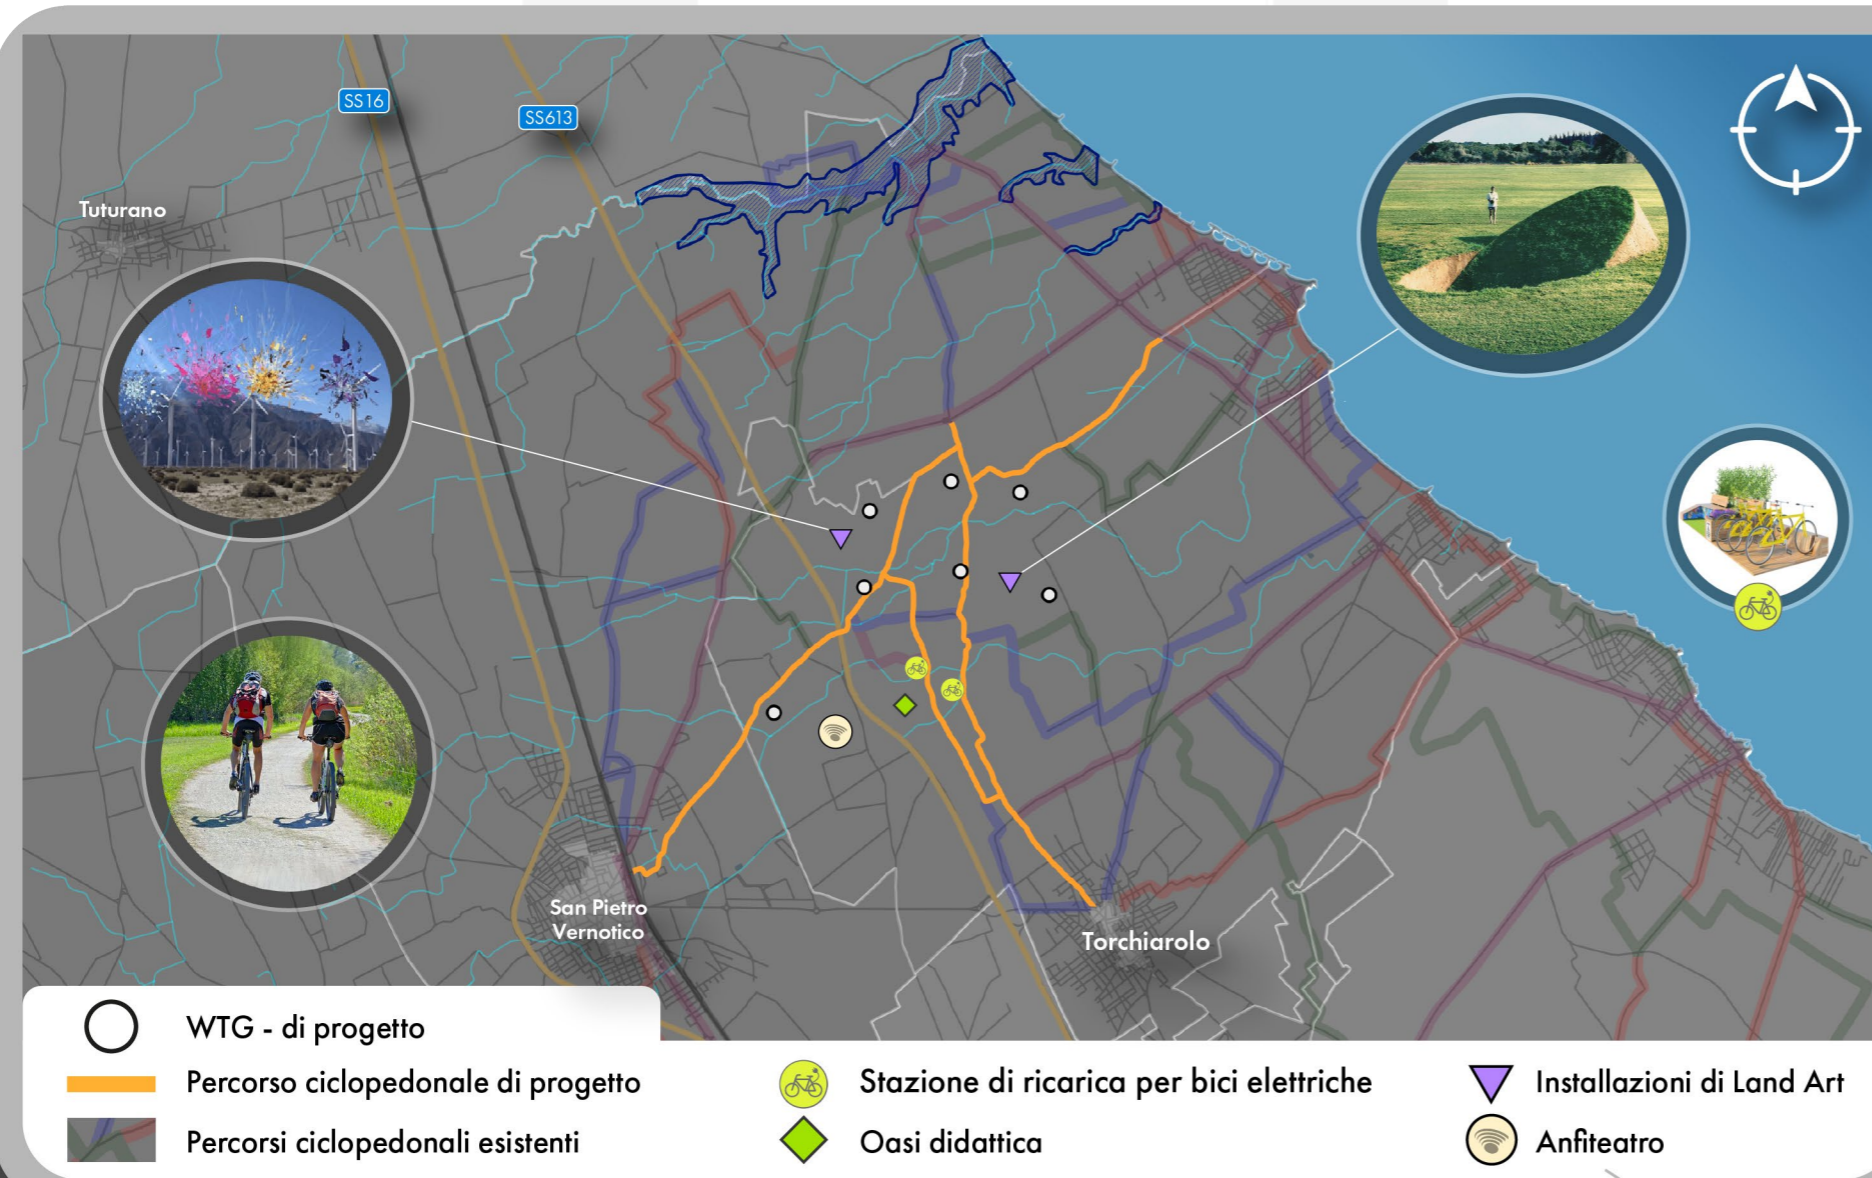 SS16
SS613
Tuturano
San Pietro
Vernotico
Torchiarolo
WTG - di progetto
Percorso ciclopedonale di progetto
Percorsi ciclopedonali esistenti
Stazione di ricarica per bici elettriche
Oasi didattica
Installazioni di Land Art
Anfiteatro